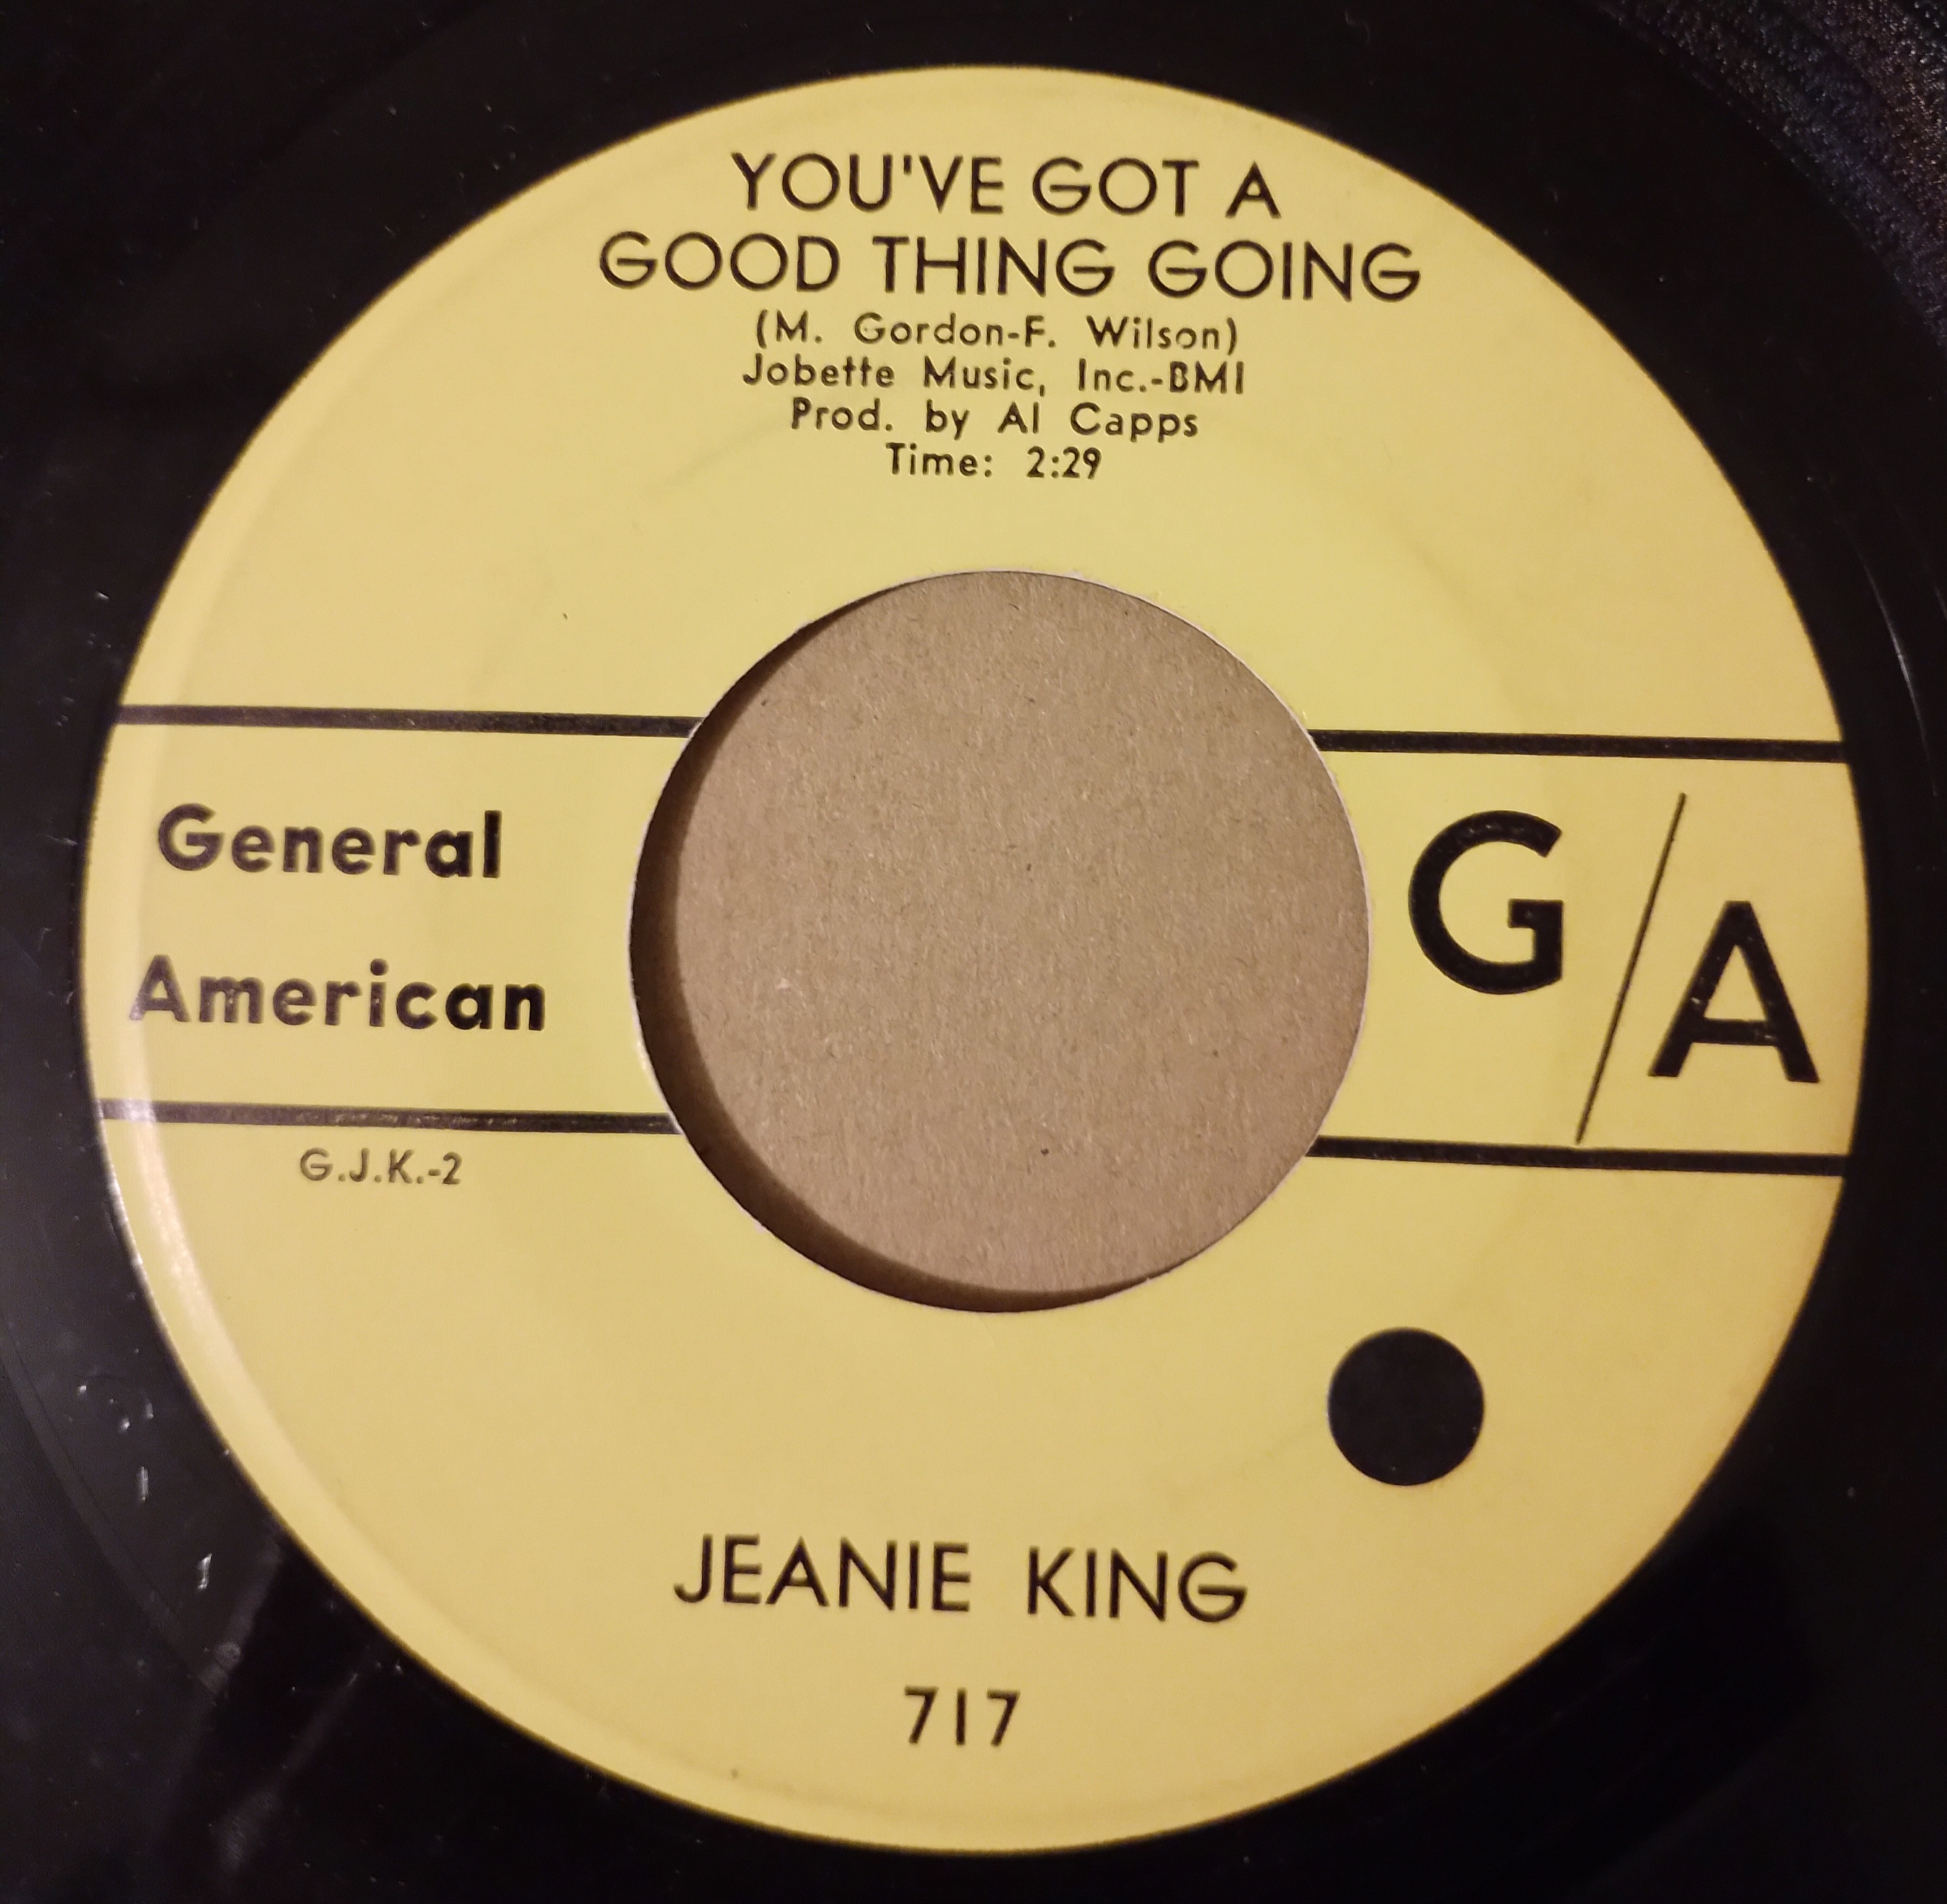 YOU'VE GOT A
GOOD THING GOING
(M. Gordon-F. Wilson)
Jobette Music, Inc.-BMI
Prod. by Al Capps
Time: 2:29
General
American
G/A
G.J.K.-2
JEANIE KING
717